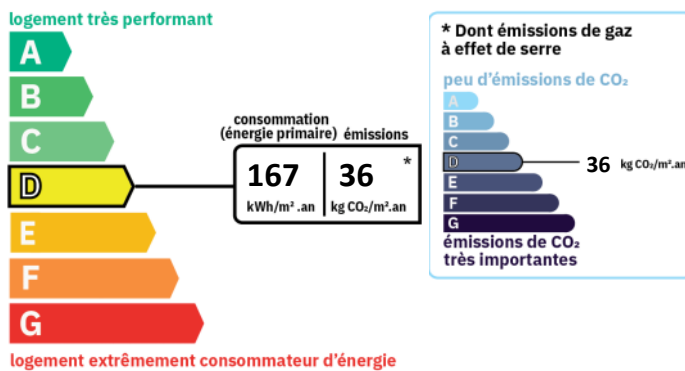 logement très performant
A
B
C
D
E
F
G
logement extrêmement consommateur d'énergie
consommation
(énergie primaire) émissions
167 36 *
kWh/m².an kg CO₂/m².an
* Dont émissions de gaz
à effet de serre
peu d'émissions de CO₂
A
B
C
D 36 kg CO₂/m².an
E
F
G
émissions de CO₂
très importantes